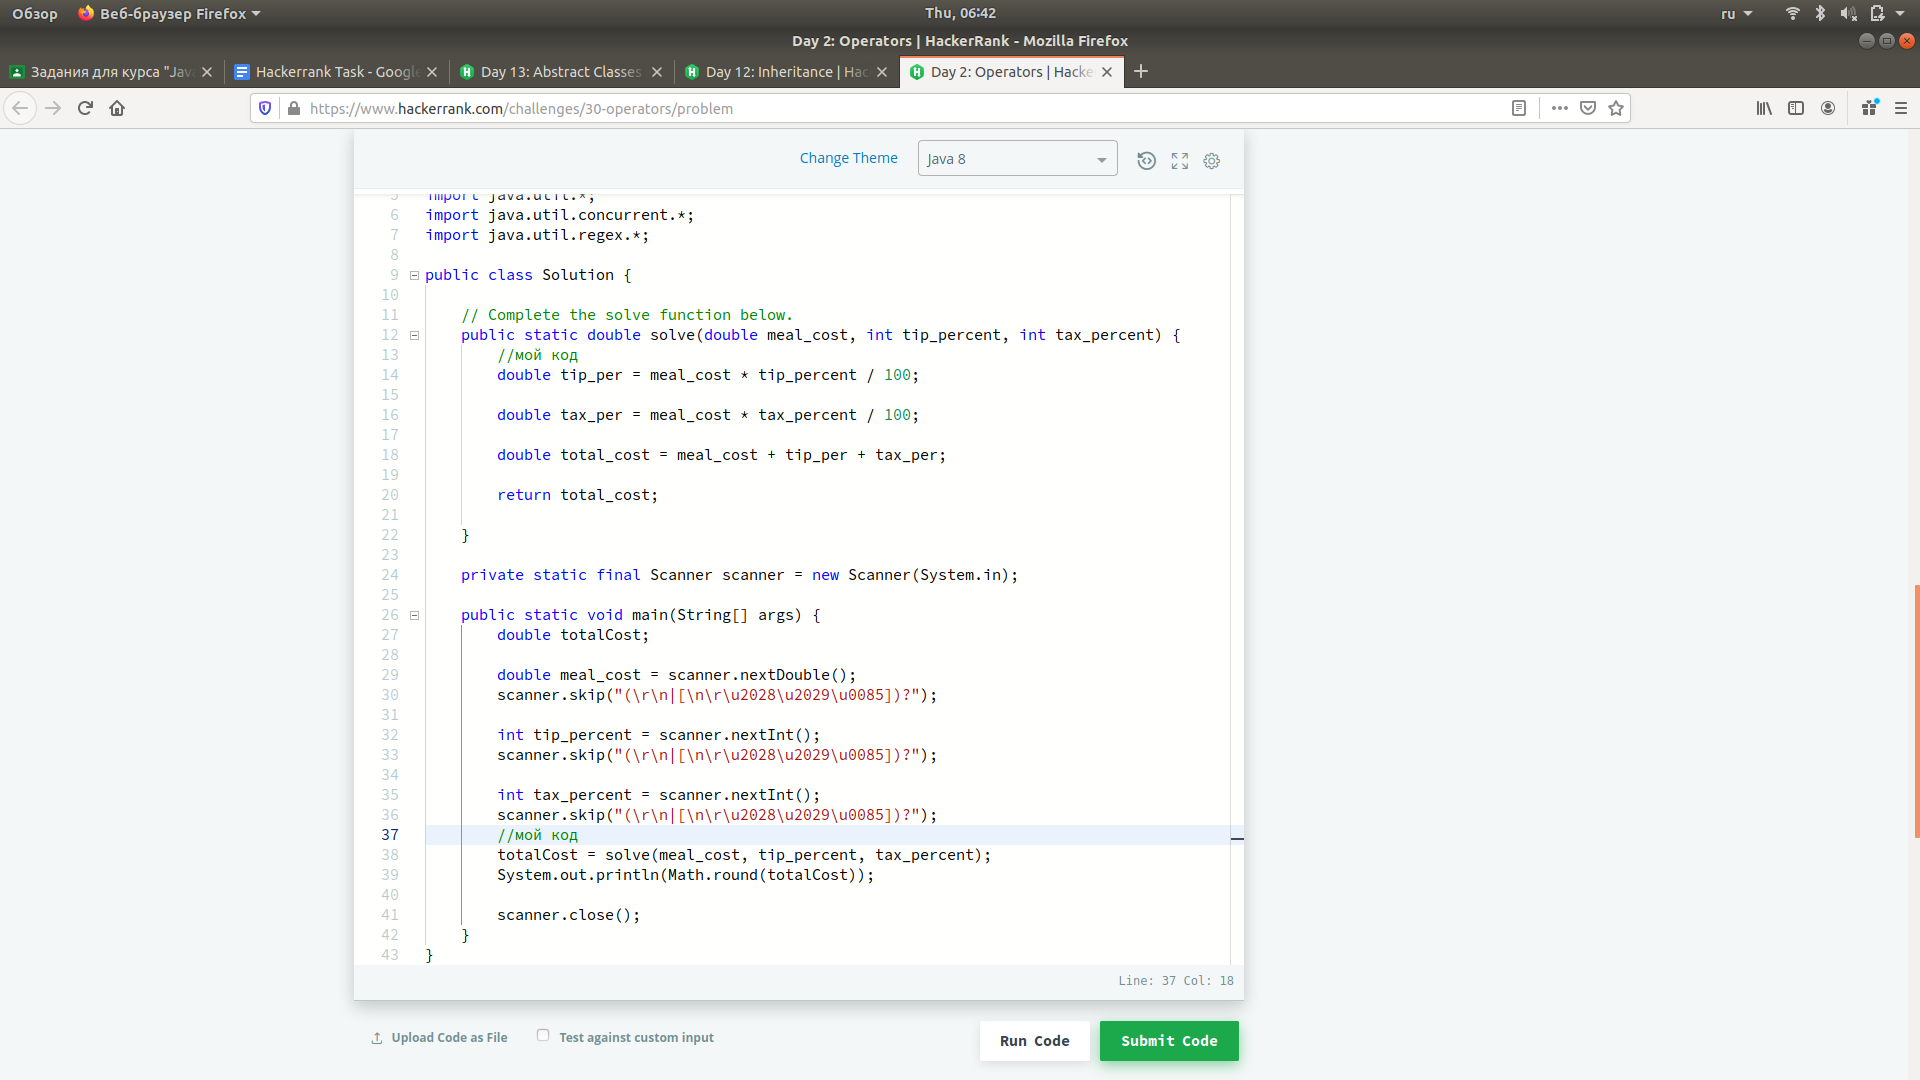 Обзор Веб-браузер Firefox Thu, 06:42 ru
Day 2: Operators | HackerRank - Mozilla Firefox
Задания для курса "Java Hackerrank Task - Google Day 13: Abstract Classes Day 12: Inheritance | Hac Day 2: Operators | Hacke
https://www.hackerrank.com/challenges/30-operators/problem
Change Theme Java 8
5 import java.util.*;
6 import java.util.concurrent.*;
7 import java.util.regex.*;
8
9 public class Solution {
10
11 // Complete the solve function below.
12 public static double solve(double meal_cost, int tip_percent, int tax_percent) {
13 //мой код
14 double tip_per = meal_cost * tip_percent / 100;
15
16 double tax_per = meal_cost * tax_percent / 100;
17
18 double total_cost = meal_cost + tip_per + tax_per;
19
20 return total_cost;
21
22 }
23
24 private static final Scanner scanner = new Scanner(System.in);
25
26 public static void main(String[] args) {
27 double totalCost;
28
29 double meal_cost = scanner.nextDouble();
30 scanner.skip("(\r\n|[\n\r\u2028\u2029\u0085])?");
31
32 int tip_percent = scanner.nextInt();
33 scanner.skip("(\r\n|[\n\r\u2028\u2029\u0085])?");
34
35 int tax_percent = scanner.nextInt();
36 scanner.skip("(\r\n|[\n\r\u2028\u2029\u0085])?");
37 //мой код
38 totalCost = solve(meal_cost, tip_percent, tax_percent);
39 System.out.println(Math.round(totalCost));
40
41 scanner.close();
42 }
43 }
Line: 37 Col: 18
Upload Code as File Test against custom input Run Code Submit Code